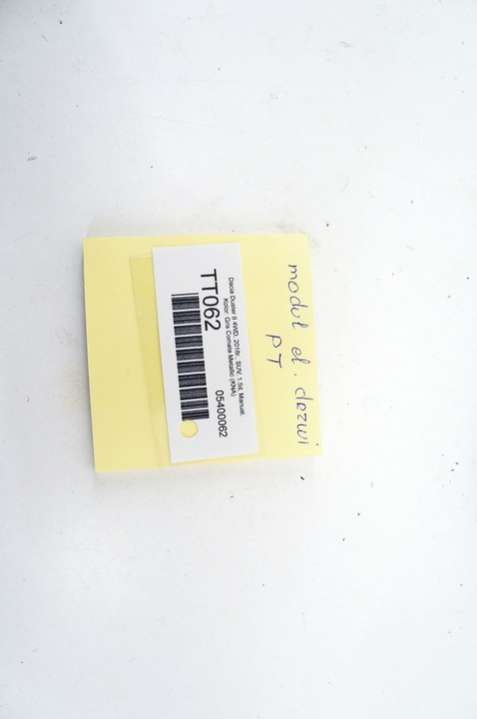 modul el. drzwi
PT
Dacia Duster II 4WD, 2018r., SUV, 1.5d, Manual,
Kolor: Gris Comete Metallic (KNA)
TT062
05400062